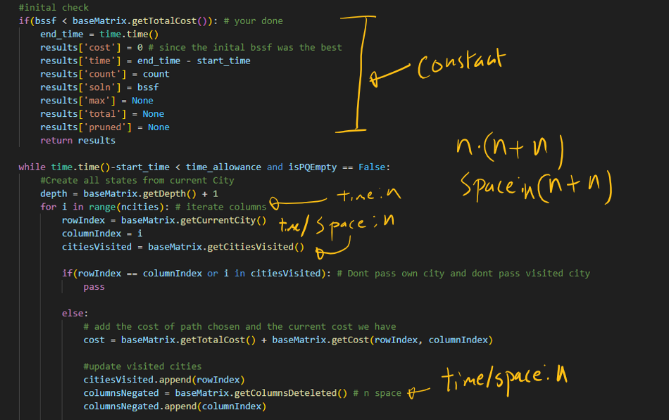 #inital check
if(bssf < baseMatrix.getTotalCost()): # your done
end_time = time.time()
results['cost'] = 0 # since the inital bssf was the best
results['time'] = end_time - start_time
results['count'] = count
results['soln'] = bssf
results['max'] = None
results['total'] = None
results['pruned'] = None
return results
constant
n.(n+n)
space:n(n+n)
while time.time()-start_time < time_allowance and isPQEmpty == False:
#Create all states from current City
depth = baseMatrix.getDepth() + 1
for i in range(ncities): # iterate columns
time:n
rowIndex = baseMatrix.getCurrentCity()
time/space:n
columnIndex = i
citiesVisited = baseMatrix.getCitiesVisited()
if(rowIndex == columnIndex or i in citiesVisited): # Dont pass own city and dont pass visited city
pass
else:
# add the cost of path chosen and the current cost we have
cost = baseMatrix.getTotalCost() + baseMatrix.getCost(rowIndex, columnIndex)
#update visited cities
citiesVisited.append(rowIndex)
columnsNegated = baseMatrix.getColumnsDeteleted() # n space
time/space:n
columnsNegated.append(columnIndex)